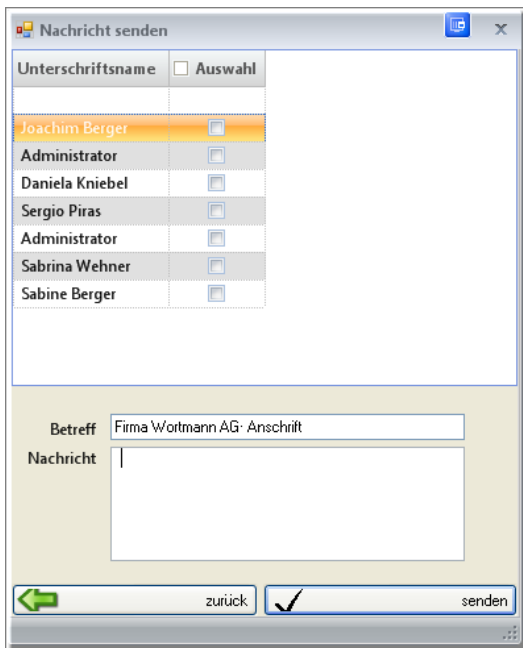 Nachricht senden
Unterschriftsname Auswahl
Joachim Berger
Administrator
Daniela Kniebel
Sergio Piras
Administrator
Sabrina Wehner
Sabine Berger
Betreff Firma Wortmann AG- Anschrift
Nachricht
zurück senden